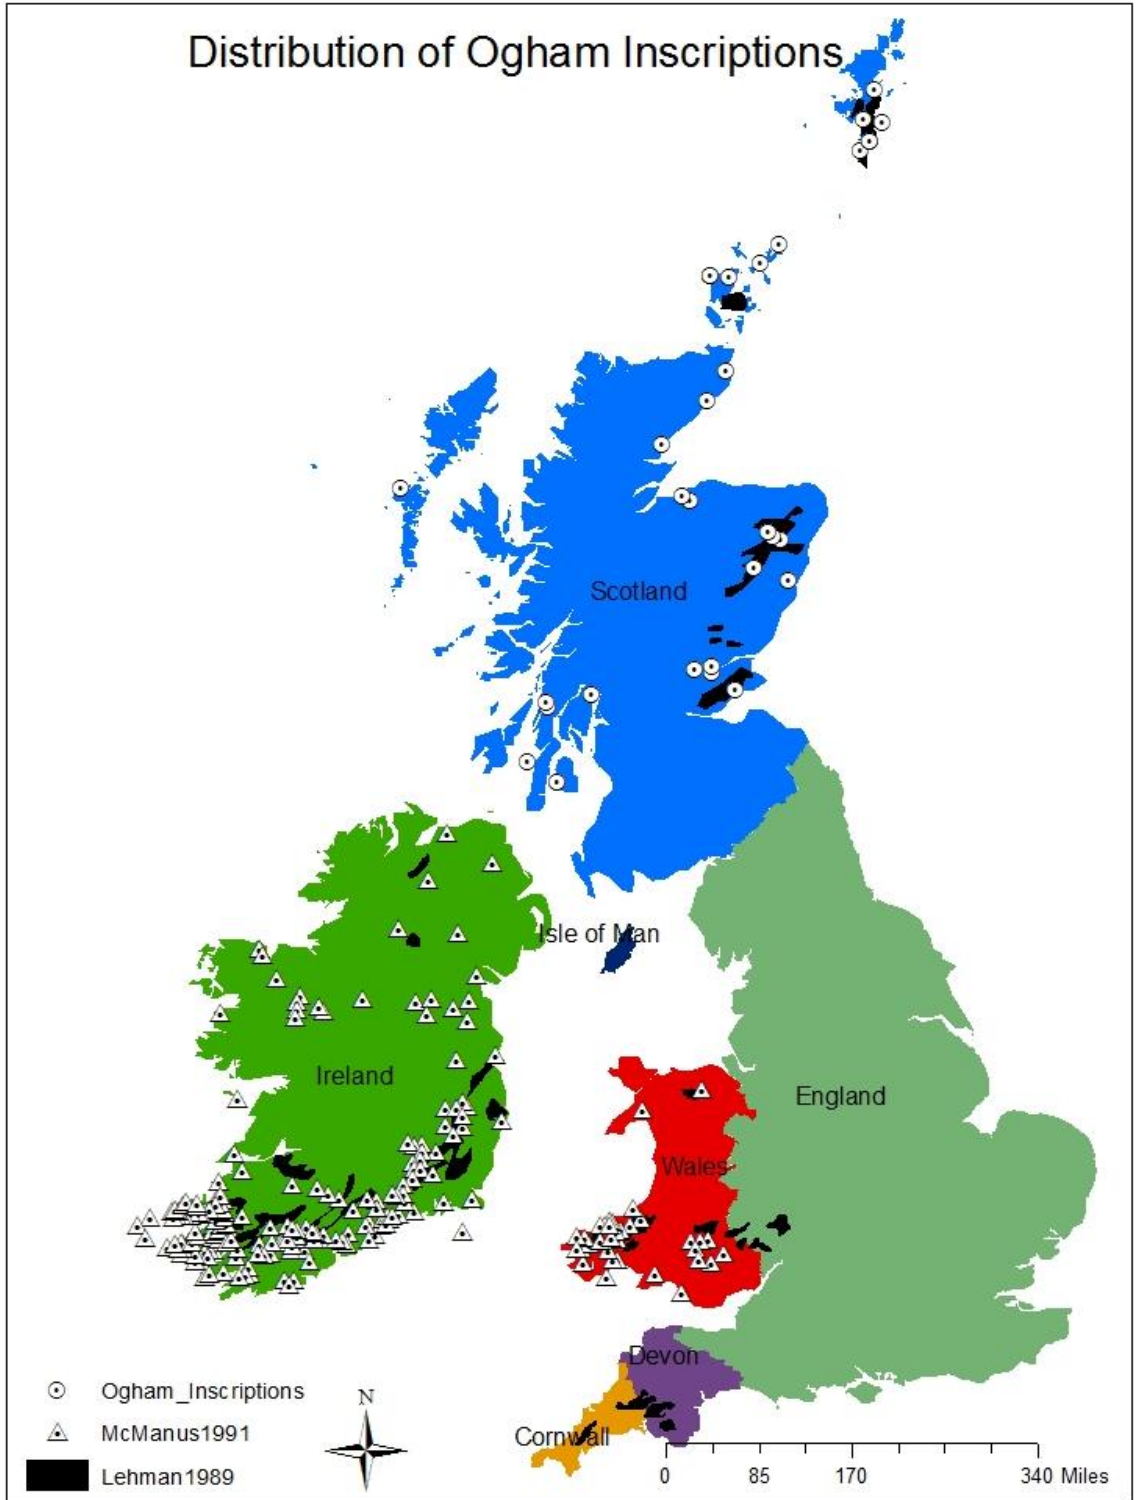 Distribution of Ogham Inscriptions
Scotland
Isle of Man
Ireland
England
Wales
Devon
Cornwall
Ogham_Inscriptions
McManus1991
Lehman1989
N
0 85 170 340 Miles